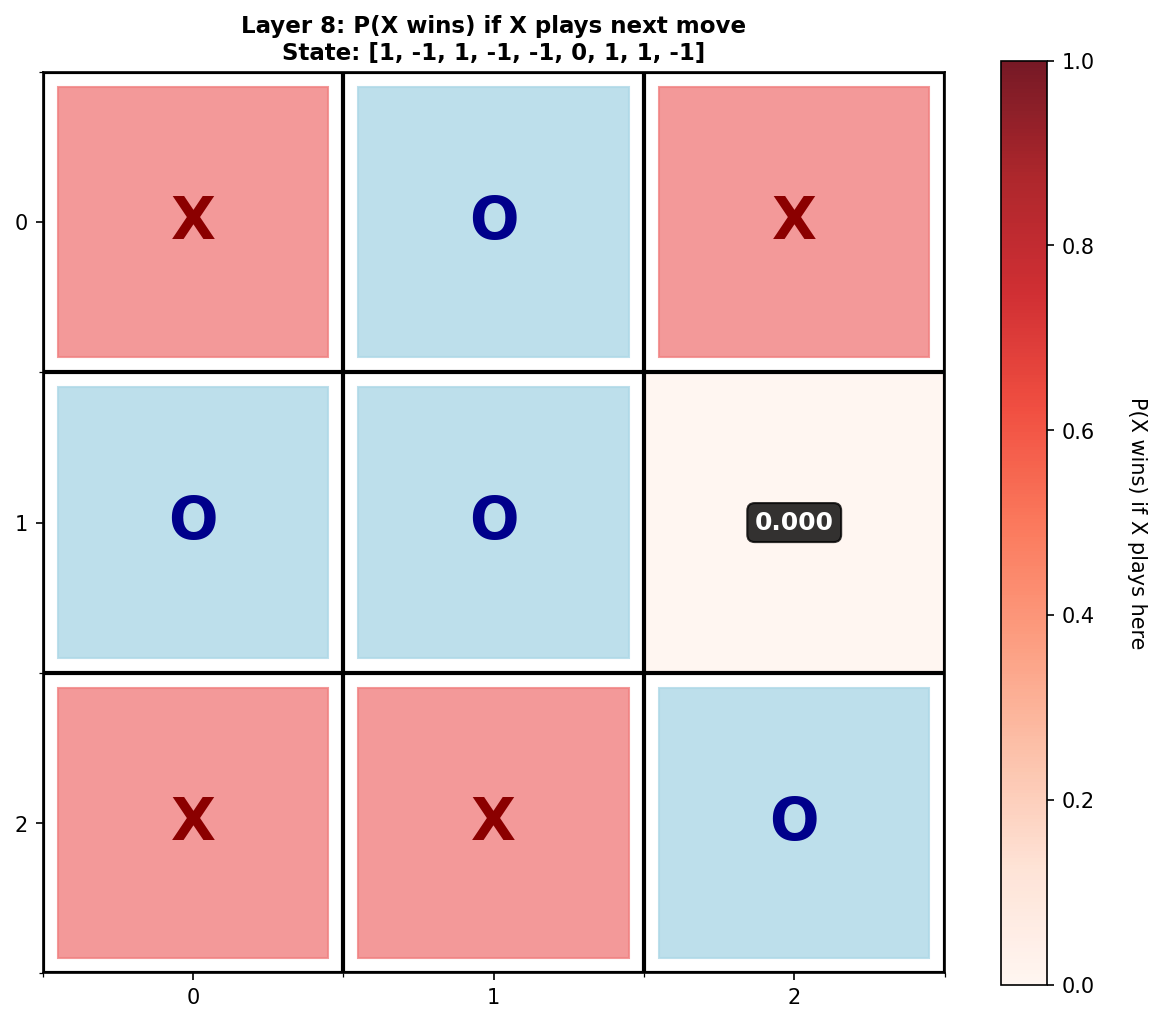 Layer 8: P(X wins) if X plays next move
State: [1, -1, 1, -1, -1, 0, 1, 1, -1]
1.0
0.8
0.6
0.4
0.2
0.0
P(X wins) if X plays here
0
X
O
X
1
O
O
0.000
2
X
X
O
0
1
2